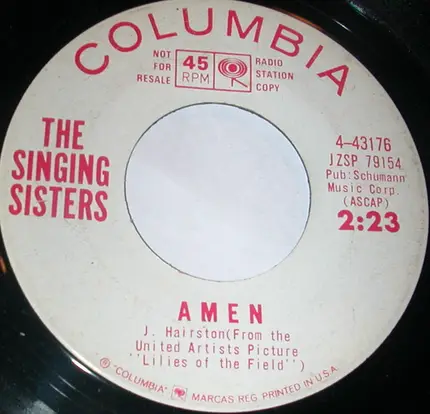 COLUMBIA
NOT
FOR
RESALE
45
RPM
RADIO
STATION
COPY
THE
SINGING
SISTERS
4-43176
JZSP 79154
Pub: Schumann
Music Corp.
(ASCAP)
2:23
AMEN
J. Hairston(From the
United Artists Picture
''Lilies of the Field'')
® "COLUMBIA", MARCAS REG. PRINTED IN U.S.A.